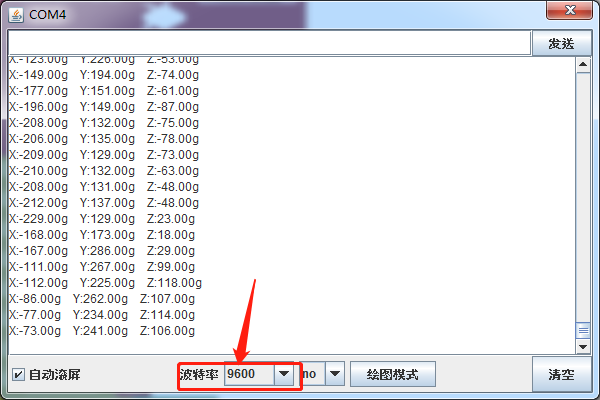 COM4
发送
X:-123.00g Y:226.00g Z:-53.00g
X:-149.00g Y:194.00g Z:-74.00g
X:-177.00g Y:151.00g Z:-61.00g
X:-196.00g Y:149.00g Z:-87.00g
X:-208.00g Y:132.00g Z:-75.00g
X:-206.00g Y:135.00g Z:-78.00g
X:-209.00g Y:129.00g Z:-73.00g
X:-210.00g Y:132.00g Z:-63.00g
X:-208.00g Y:131.00g Z:-48.00g
X:-212.00g Y:137.00g Z:-48.00g
X:-229.00g Y:129.00g Z:23.00g
X:-168.00g Y:173.00g Z:18.00g
X:-167.00g Y:286.00g Z:29.00g
X:-111.00g Y:267.00g Z:99.00g
X:-112.00g Y:225.00g Z:118.00g
X:-86.00g Y:262.00g Z:107.00g
X:-77.00g Y:234.00g Z:114.00g
X:-73.00g Y:241.00g Z:106.00g
自动滚屏 波特率 9600 no 绘图模式 清空